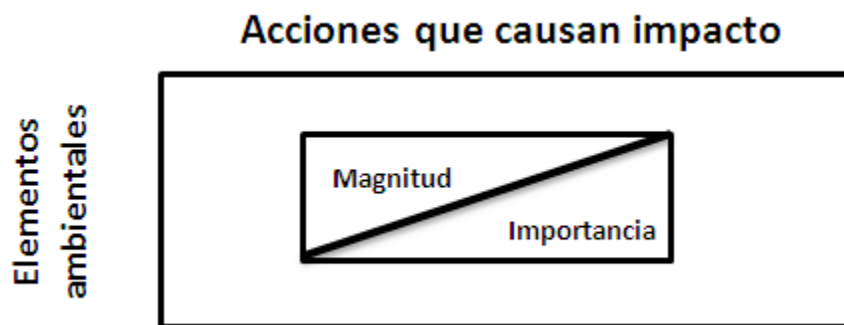 Acciones que causan impacto
Elementos
ambientales
Magnitud
Importancia